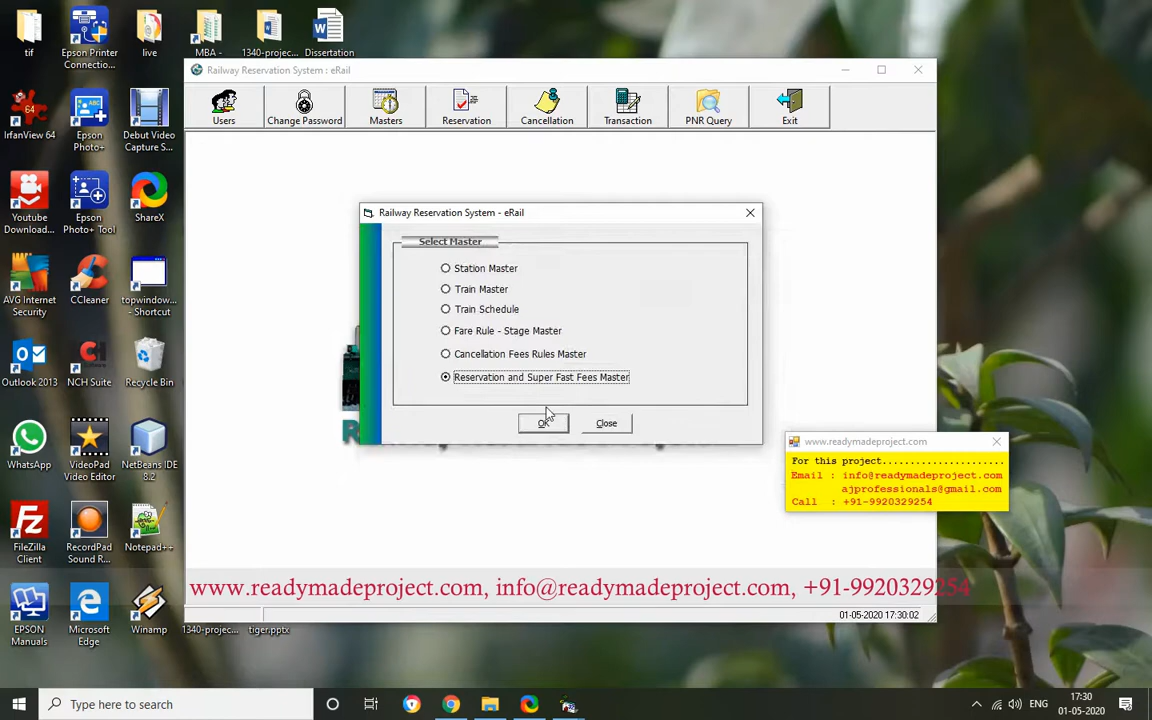 tif
Epson Printer
Connectio...
live
MBA -
1340-projec...
Dissertation
Railway Reservation System : eRail
Users
Change Password
Masters
Reservation
Cancellation
Transaction
PNR Query
Exit
64
IrfanView 64
Epson
Photo+
Debut Video
Capture S...
Youtube
Download...
Epson
Photo+ Tool
ShareX
Railway Reservation System - eRail
Select Master
Station Master
Train Master
Train Schedule
Fare Rule - Stage Master
Cancellation Fees Rules Master
Reservation and Super Fast Fees Master
OK
Close
AVG Internet
Security
CCleaner
topwindow...
- Shortcut
Outlook 2013
NCH Suite
Recycle Bin
WhatsApp
VideoPad
Video Editor
NetBeans IDE
8.2
www.readymadeproject.com
For this project......................
Email : info@readymadeproject.com
ajprofessionals@gmail.com
Call : +91-9920329254
FileZilla
Client
RecordPad
Sound R...
Notepad++
www.readymadeproject.com, info@readymadeproject.com, +91-9920329254
01-05-2020 17:30:02
EPSON
Manuals
Microsoft
Edge
Winamp
1340-projec...
tiger.pptx
Type here to search
ENG
17:30
01-05-2020